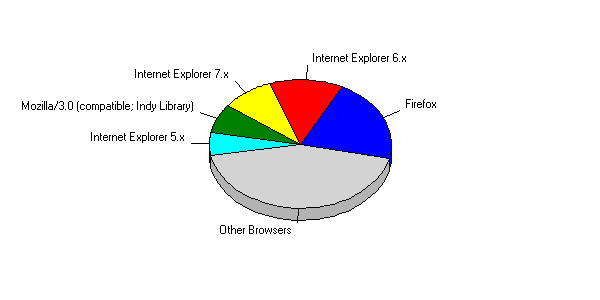 Internet Explorer 6.x
Internet Explorer 7.x
Firefox
Mozilla/3.0 (compatible; Indy Library)
Internet Explorer 5.x
Other Browsers